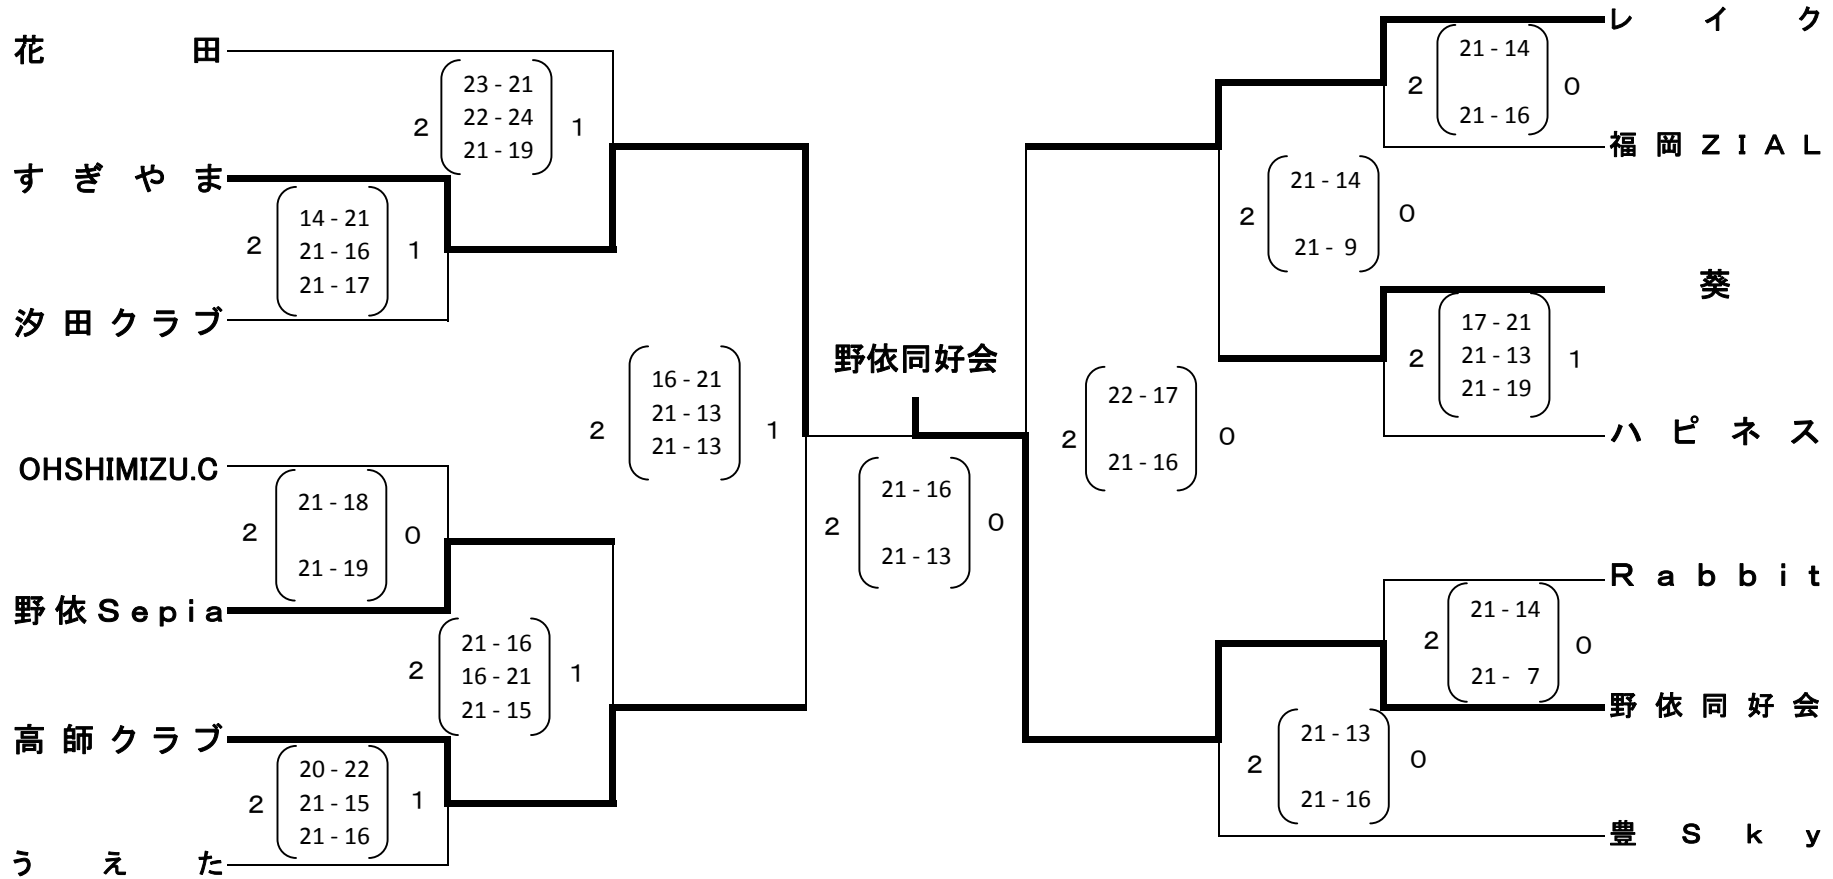 花田
2
23 - 21
22 - 24
21 - 19
1
すぎやま
2
14 - 21
21 - 16
21 - 17
1
汐田クラブ
2
16 - 21
21 - 13
21 - 13
1
OHSHIMIZU.C
2
21 - 18
21 - 19
0
野依Sepia
2
21 - 16
16 - 21
21 - 15
1
高師クラブ
2
20 - 22
21 - 15
21 - 16
1
うえた
野依同好会
2
21 - 16
21 - 13
0
レイク
2
21 - 14
21 - 16
0
福岡ZIAL
2
21 - 14
21 - 9
0
葵
2
17 - 21
21 - 13
21 - 19
1
ハピネス
2
22 - 17
21 - 16
0
Rabbit
2
21 - 14
21 - 7
0
野依同好会
2
21 - 13
21 - 16
0
豊Sky